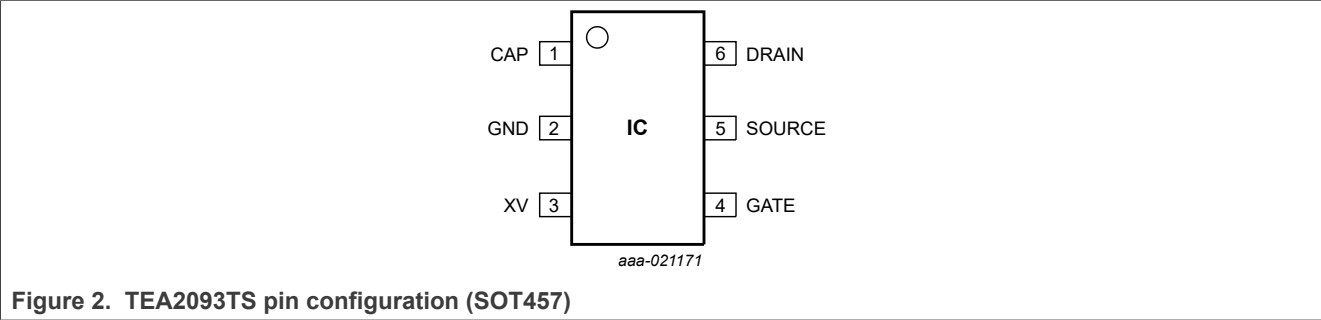 CAP 1 6 DRAIN
GND 2 IC 5 SOURCE
XV 3 4 GATE
aaa-021171
Figure 2. TEA2093TS pin configuration (SOT457)